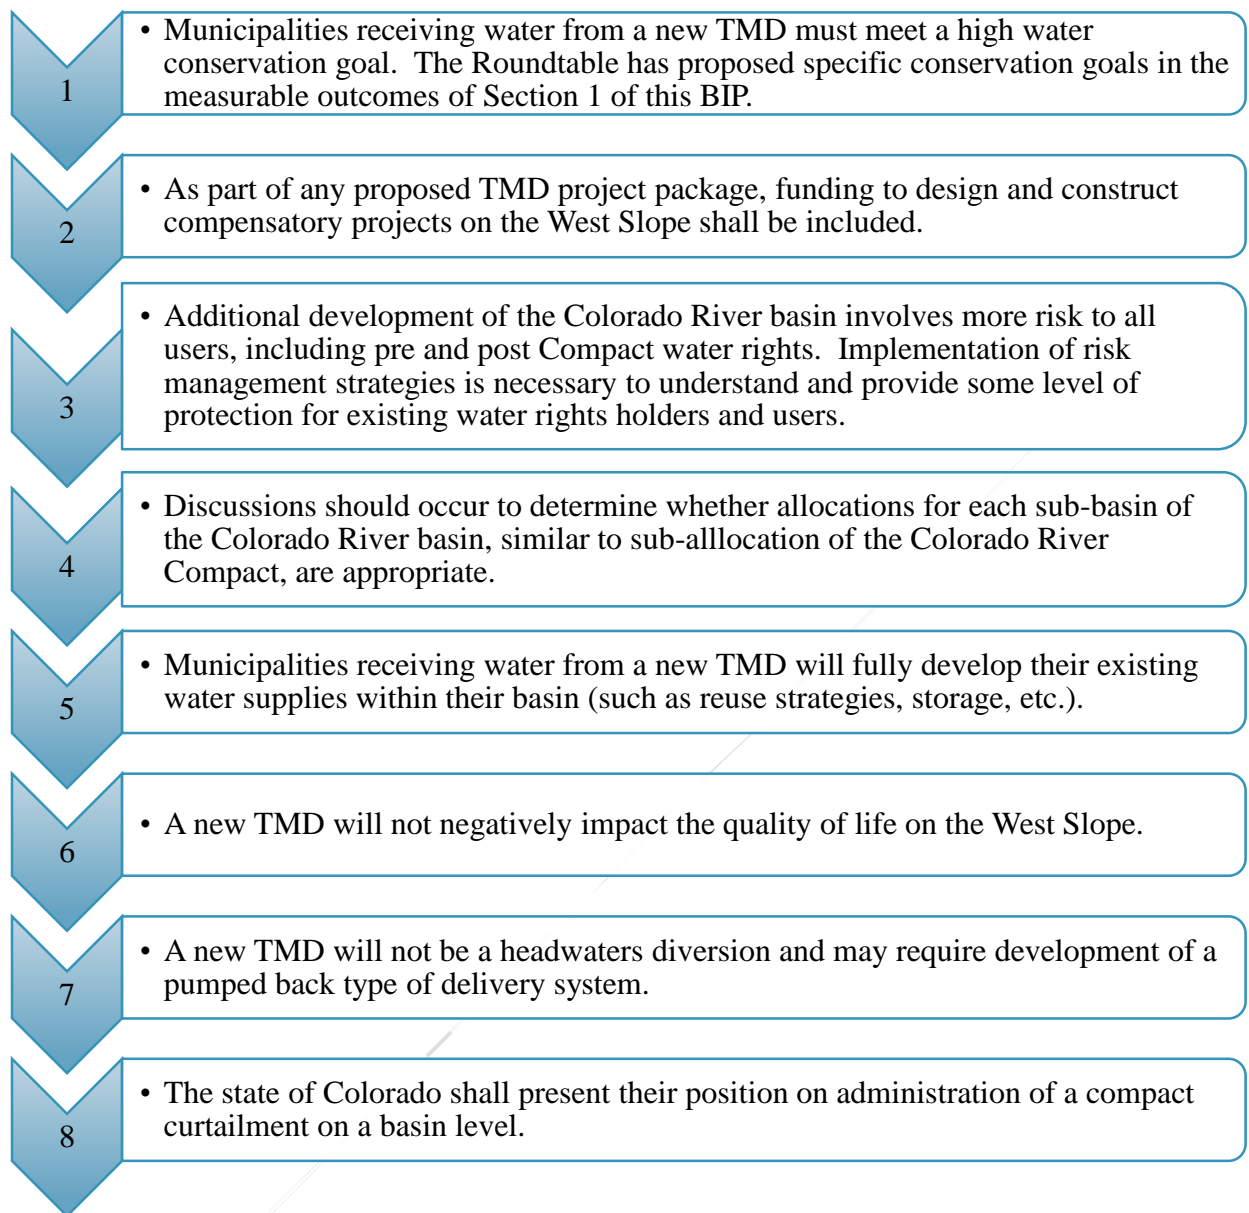 1
• Municipalities receiving water from a new TMD must meet a high water
conservation goal.  The Roundtable has proposed specific conservation goals in the
measurable outcomes of Section 1 of this BIP.
2
• As part of any proposed TMD project package, funding to design and construct
compensatory projects on the West Slope shall be included.
3
• Additional development of the Colorado River basin involves more risk to all
users, including pre and post Compact water rights.  Implementation of risk
management strategies is necessary to understand and provide some level of
protection for existing water rights holders and users.
4
• Discussions should occur to determine whether allocations for each sub-basin of
the Colorado River basin, similar to sub-alllocation of the Colorado River
Compact, are appropriate.
5
• Municipalities receiving water from a new TMD will fully develop their existing
water supplies within their basin (such as reuse strategies, storage, etc.).
6
• A new TMD will not negatively impact the quality of life on the West Slope.
7
• A new TMD will not be a headwaters diversion and may require development of a
pumped back type of delivery system.
8
• The state of Colorado shall present their position on administration of a compact
curtailment on a basin level.